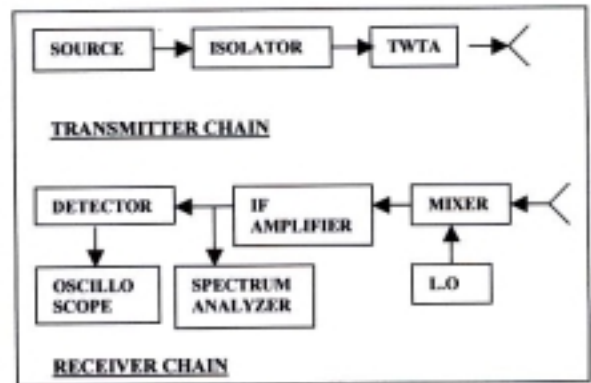 SOURCE
ISOLATOR
TWTA
TRANSMITTER CHAIN
DETECTOR
IF
AMPLIFIER
MIXER
OSCILLO
SCOPE
SPECTRUM
ANALYZER
L.O
RECEIVER CHAIN